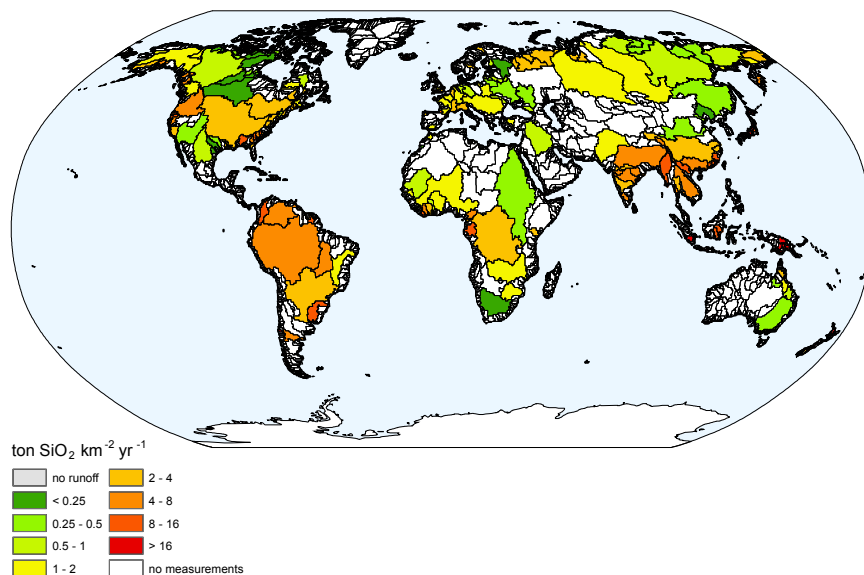 ton SiO₂ km⁻² yr⁻¹
no runoff
< 0.25
0.25 - 0.5
0.5 - 1
1 - 2
2 - 4
4 - 8
8 - 16
> 16
no measurements